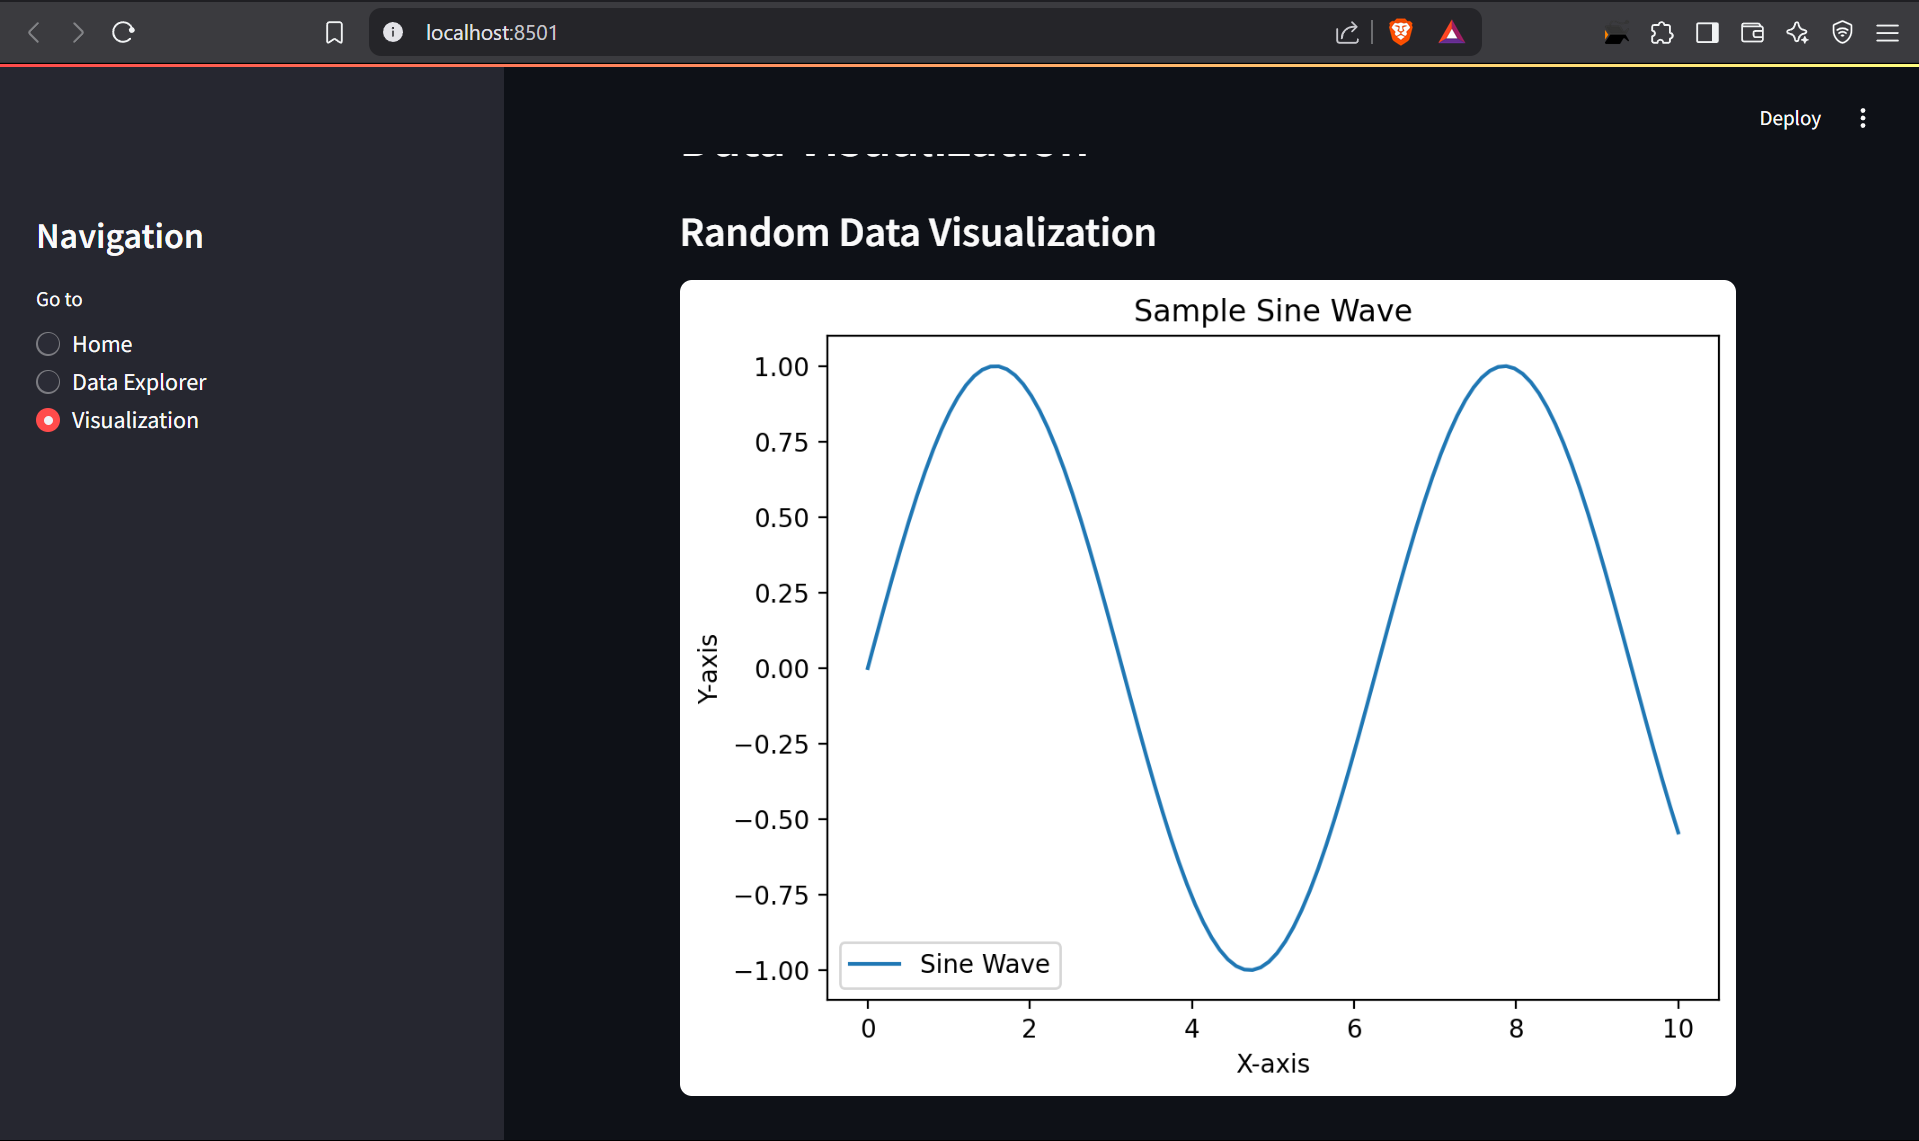 localhost:8501
Deploy
Navigation
Go to
Home
Data Explorer
Visualization
Data Visualization
Random Data Visualization
Sample Sine Wave
1.00
0.75
0.50
0.25
0.00
−0.25
−0.50
−0.75
−1.00
Y-axis
Sine Wave
0 2 4 6 8 10
X-axis